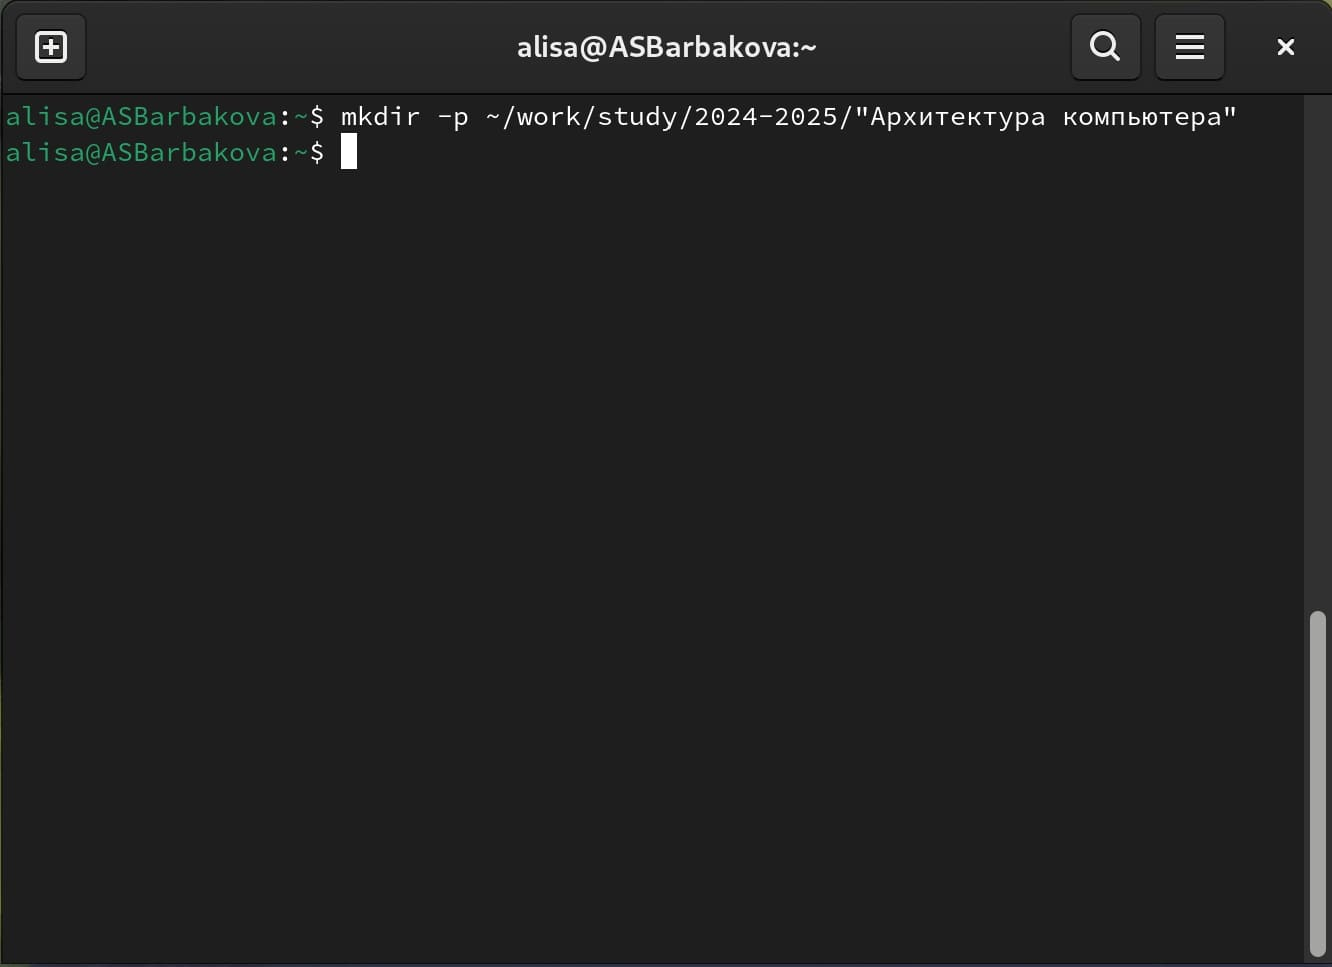 alisa@ASBarbakova:~
alisa@ASBarbakova:~$ mkdir -p ~/work/study/2024-2025/"Архитектура компьютера"
alisa@ASBarbakova:~$